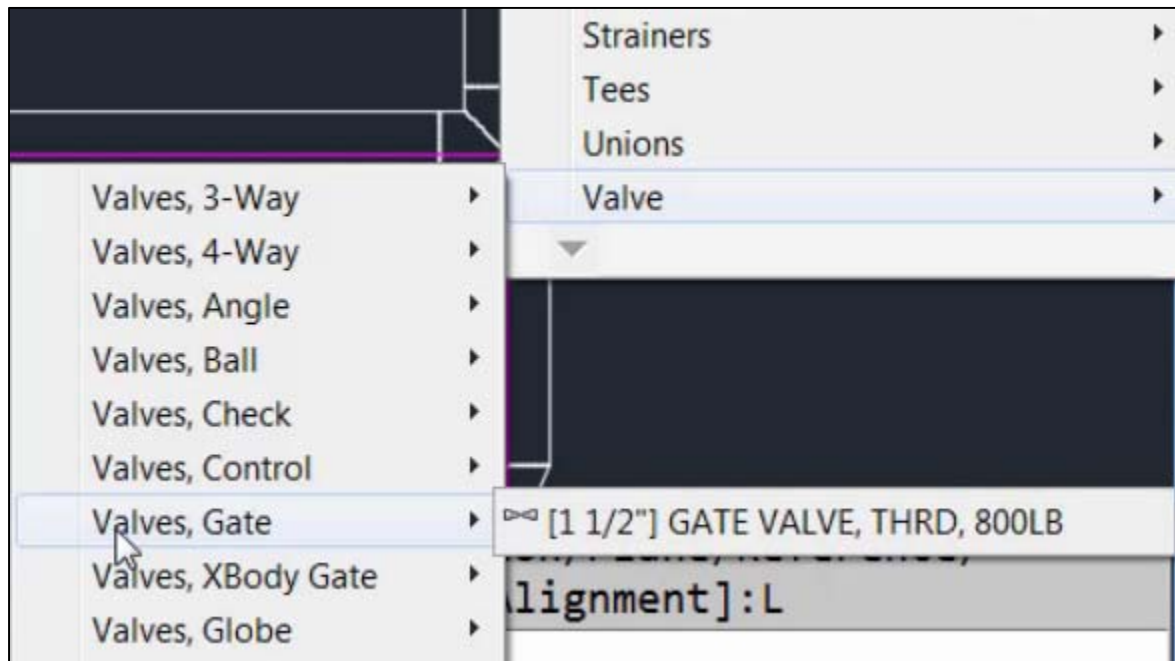 Strainers
Tees
Unions
Valve
Valves, 3-Way
Valves, 4-Way
Valves, Angle
Valves, Ball
Valves, Check
Valves, Control
Valves, Gate
[1 1/2"] GATE VALVE, THRD, 800LB
Valves, XBody Gate
Valves, Globe
lignment]:L